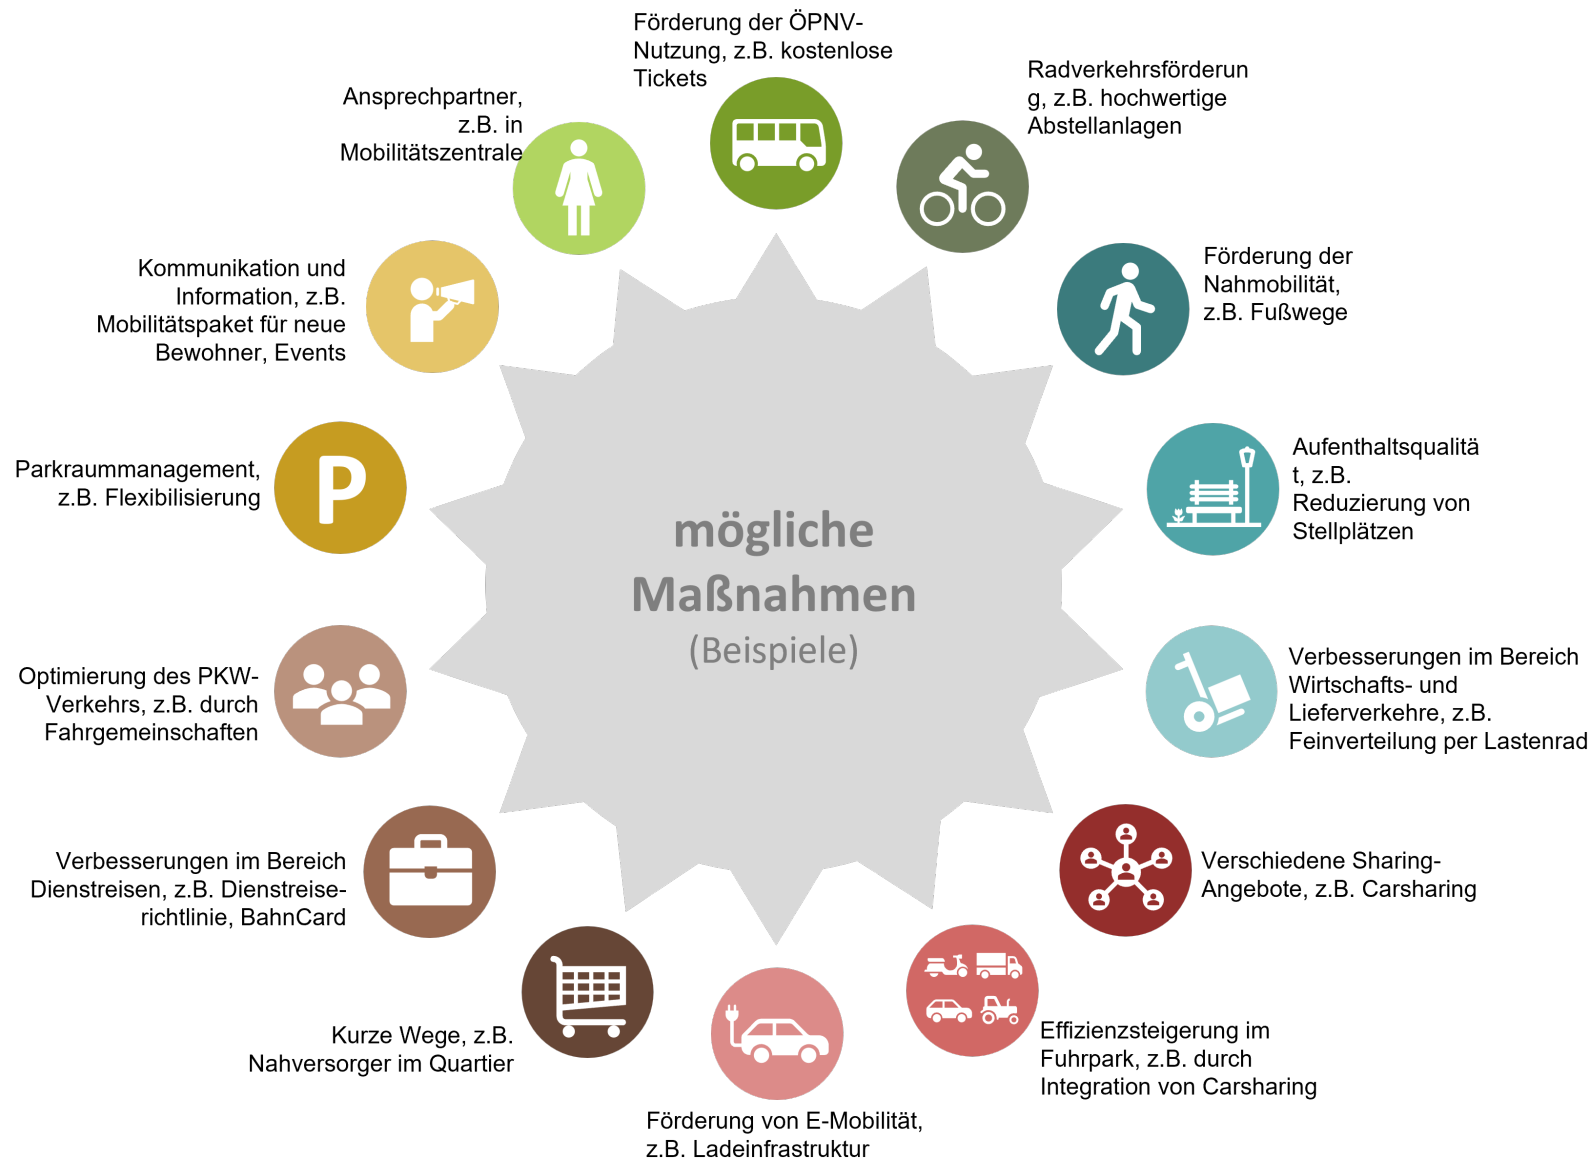 Förderung der ÖPNV-
Nutzung, z.B. kostenlose
Tickets
Radverkehrsförderun
g, z.B. hochwertige
Abstellanlagen
Förderung der
Nahmobilität,
z.B. Fußwege
Aufenthaltsqualitä
t, z.B.
Reduzierung von
Stellplätzen
Verbesserungen im Bereich
Wirtschafts- und
Lieferverkehre, z.B.
Feinverteilung per Lastenrad
Verschiedene Sharing-
Angebote, z.B. Carsharing
Effizienzsteigerung im
Fuhrpark, z.B. durch
Integration von Carsharing
Förderung von E-Mobilität,
z.B. Ladeinfrastruktur
Kurze Wege, z.B.
Nahversorger im Quartier
Verbesserungen im Bereich
Dienstreisen, z.B. Dienstreise-
richtlinie, BahnCard
Optimierung des PKW-
Verkehrs, z.B. durch
Fahrgemeinschaften
Parkraummanagement,
z.B. Flexibilisierung
P
Kommunikation und
Information, z.B.
Mobilitätspaket für neue
Bewohner, Events
Ansprechpartner,
z.B. in
Mobilitätszentrale
mögliche
Maßnahmen
(Beispiele)